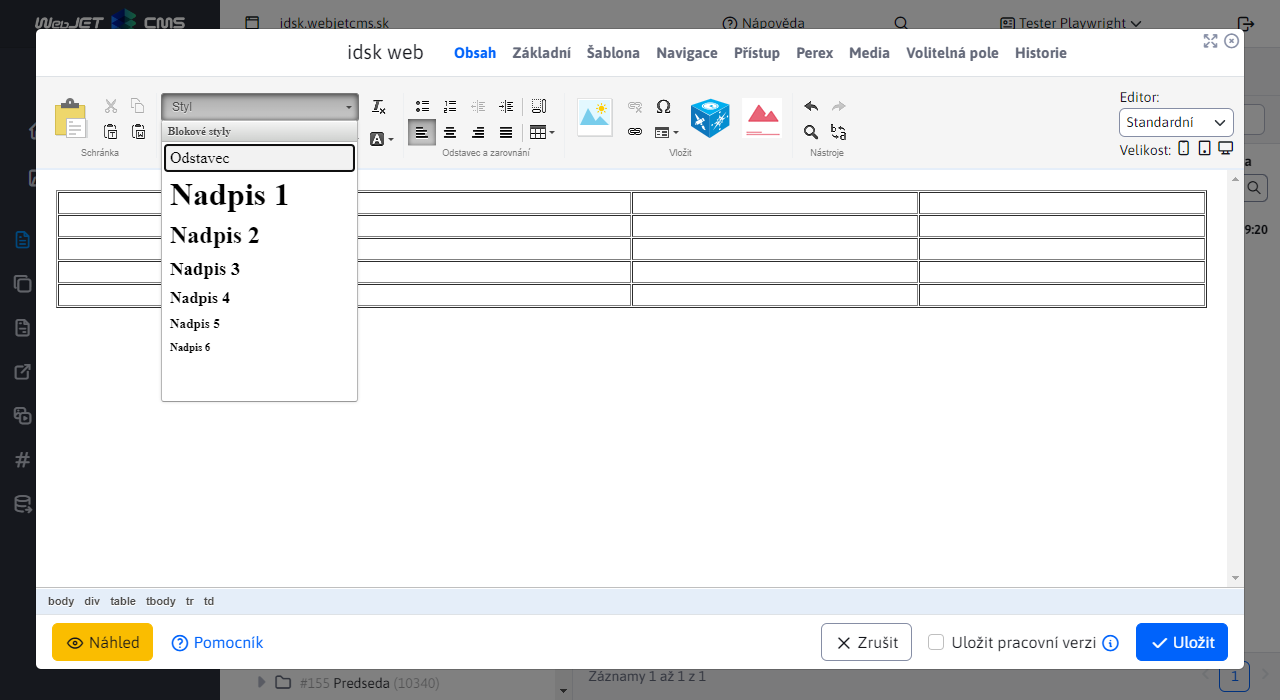 WebJET CMS
idsk.webjetcms.sk
Nápověda
Tester Playwright
idsk web
Obsah
Základní
Šablona
Navigace
Přístup
Perex
Media
Volitelná pole
Historie
Schránka
Styl
Blokové styly
Odstavec
Nadpis 1
Nadpis 2
Nadpis 3
Nadpis 4
Nadpis 5
Nadpis 6
Odstavec a zarovnání
Vložit
Nástroje
Editor:
Standardní
Velikost:
9:20
body div table tbody tr td
Náhled
Pomocník
Zrušit
Uložit pracovní verzi
Uložit
#155 Predseda (10340)
Záznamy 1 až 1 z 1
1